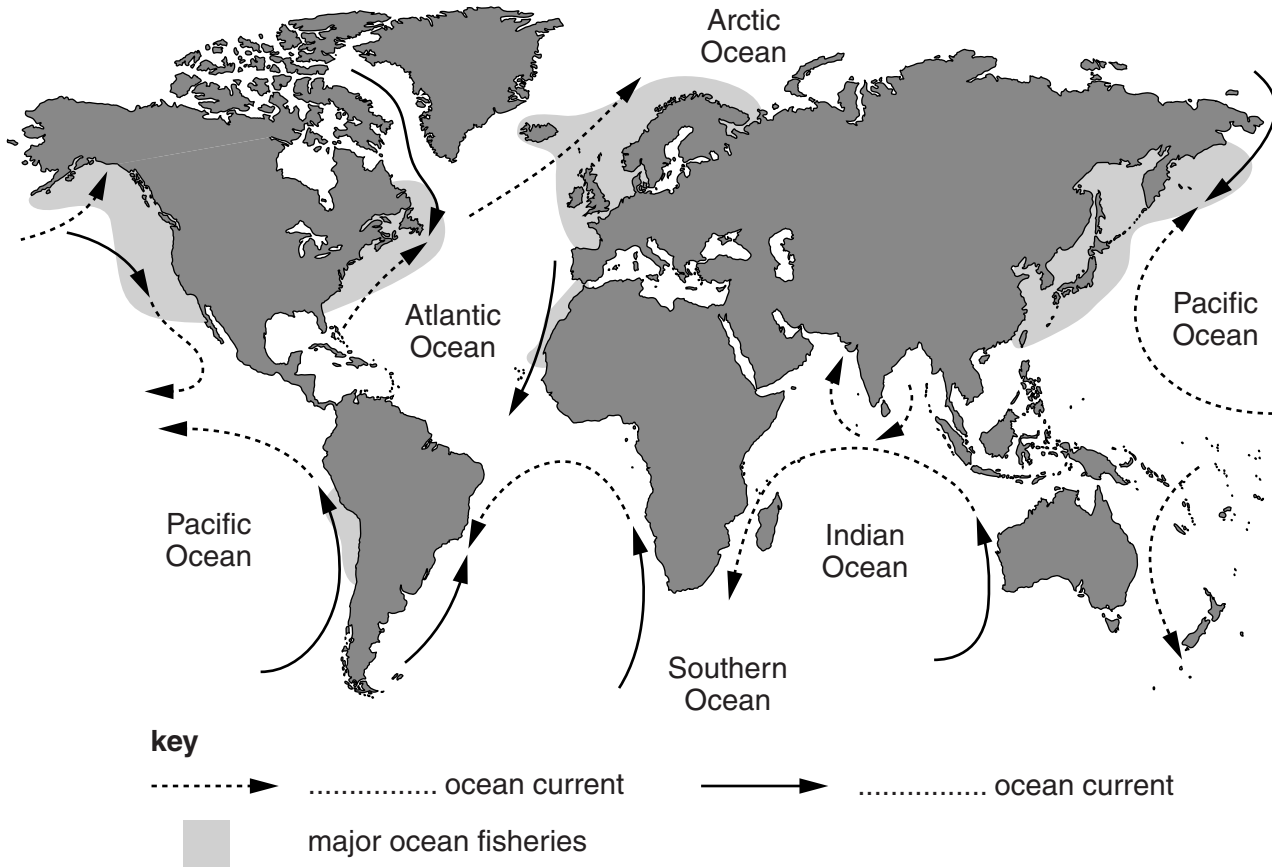 Arctic
Ocean
Atlantic
Ocean
Pacific
Ocean
Pacific
Ocean
Indian
Ocean
Southern
Ocean
key
................ ocean current
................ ocean current
major ocean fisheries